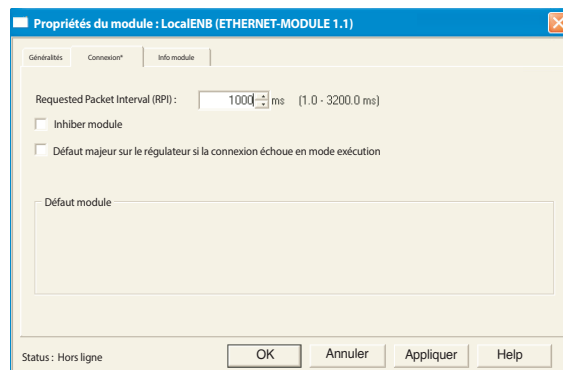 Propriétés du module : LocalENB (ETHERNET-MODULE 1.1)
Généralités Connexion* Info module
Requested Packet Interval (RPI) : 1000 ms (1.0 - 3200.0 ms)
Inhiber module
Défaut majeur sur le régulateur si la connexion échoue en mode exécution
Défaut module
Status : Hors ligne OK Annuler Appliquer Help